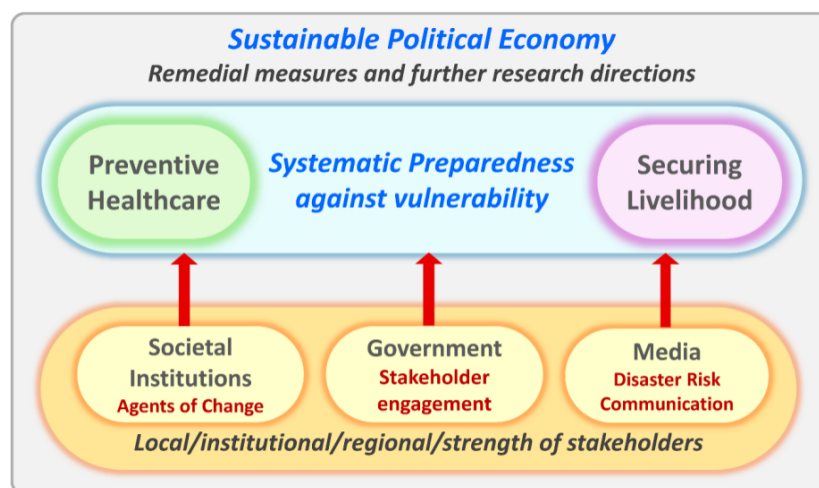 Sustainable Political Economy
Remedial measures and further research directions
Preventive
Healthcare
Systematic Preparedness
against vulnerability
Securing
Livelihood
Societal
Institutions
Agents of Change
Government
Stakeholder
engagement
Media
Disaster Risk
Communication
Local/institutional/regional/strength of stakeholders